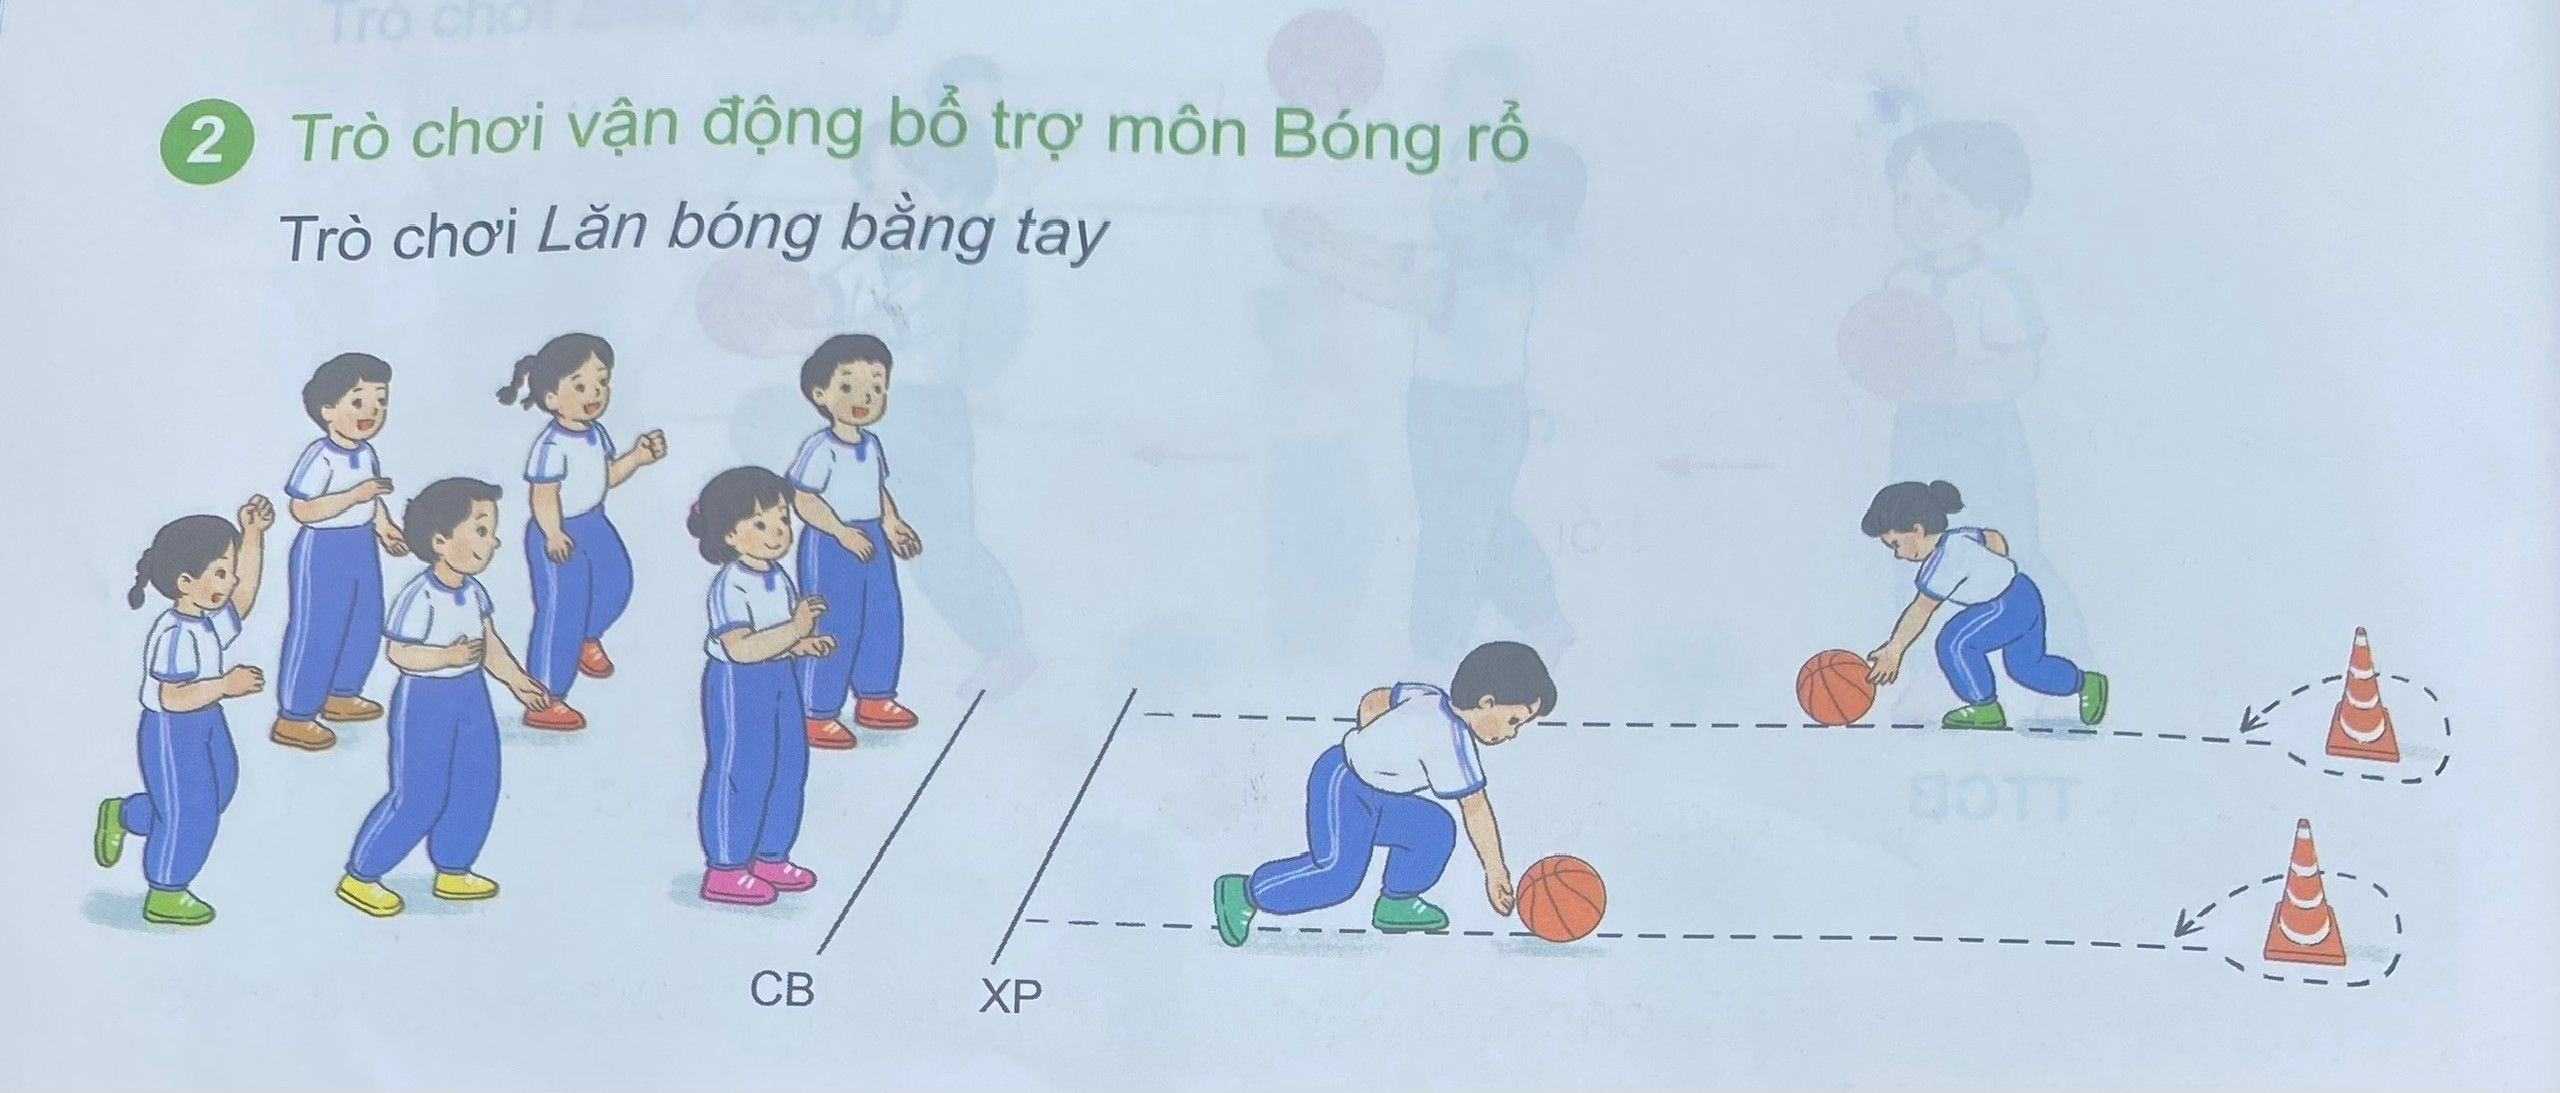 2 Trò chơi vận động bổ trợ môn Bóng rổ
Trò chơi Lăn bóng bằng tay
CB
XP